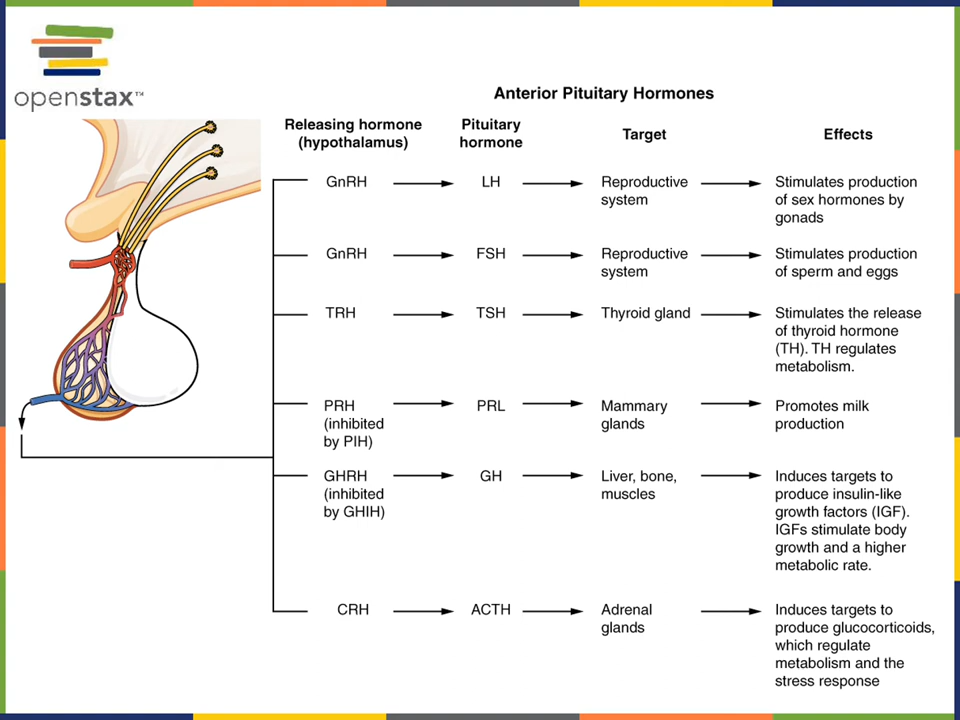 openstax™
Anterior Pituitary Hormones
Releasing hormone
(hypothalamus)
Pituitary
hormone
Target
Effects
GnRH
LH
Reproductive
system
Stimulates production
of sex hormones by
gonads
GnRH
FSH
Reproductive
system
Stimulates production
of sperm and eggs
TRH
TSH
Thyroid gland
Stimulates the release
of thyroid hormone
(TH). TH regulates
metabolism.
PRH
(inhibited
by PIH)
PRL
Mammary
glands
Promotes milk
production
GHRH
(inhibited
by GHIH)
GH
Liver, bone,
muscles
Induces targets to
produce insulin-like
growth factors (IGF).
IGFs stimulate body
growth and a higher
metabolic rate.
CRH
ACTH
Adrenal
glands
Induces targets to
produce glucocorticoids,
which regulate
metabolism and the
stress response